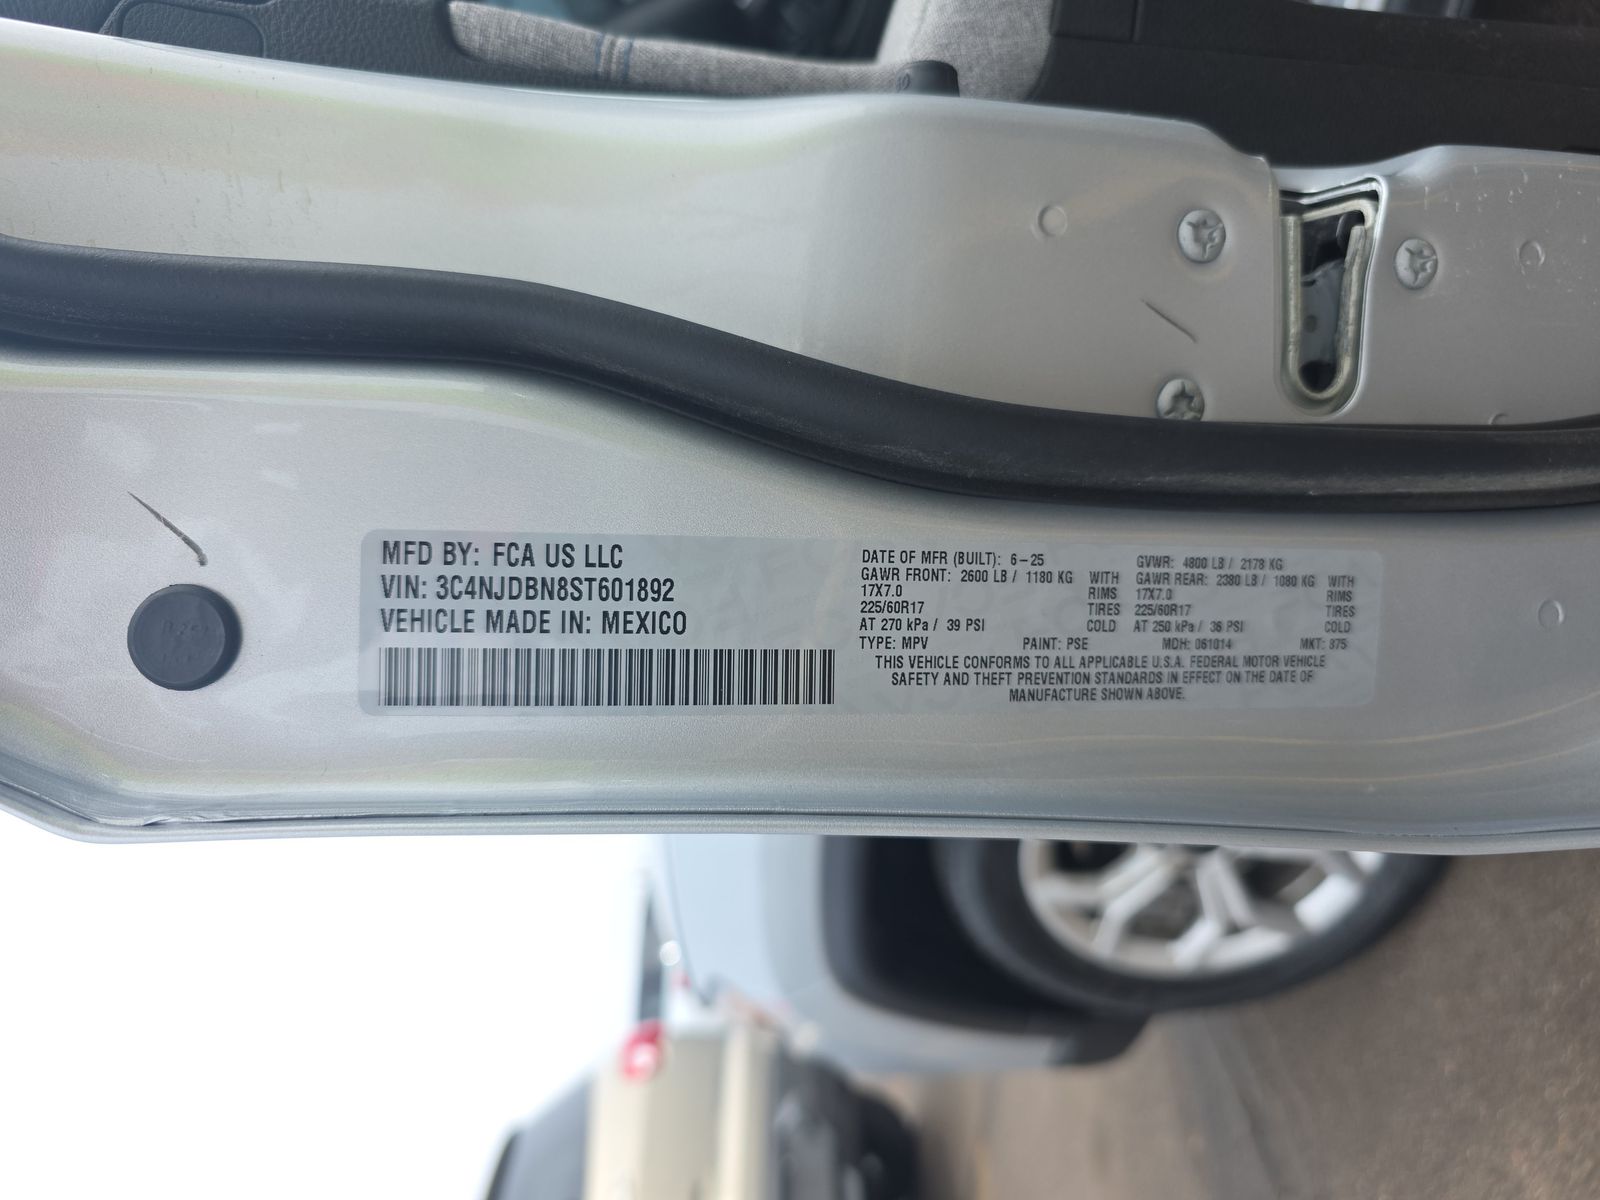 MFD BY: FCA US LLC
VIN: 3C4NJDBN8ST601892
VEHICLE MADE IN: MEXICO
DATE OF MFR (BUILT): 6-25 GVWR: 4800 LB / 2178 KG
GAWR FRONT: 2600 LB / 1180 KG WITH GAWR REAR: 2380 LB / 1080 KG WITH
17X7.0 RIMS 17X7.0 RIMS
225/60R17 TIRES 225/60R17 TIRES
AT 270 kPa / 39 PSI COLD AT 250 kPa / 36 PSI COLD
TYPE: MPV PAINT: PSE MDH: 061014 MKT: 875
THIS VEHICLE CONFORMS TO ALL APPLICABLE U.S.A. FEDERAL MOTOR VEHICLE
SAFETY AND THEFT PREVENTION STANDARDS IN EFFECT ON THE DATE OF
MANUFACTURE SHOWN ABOVE.